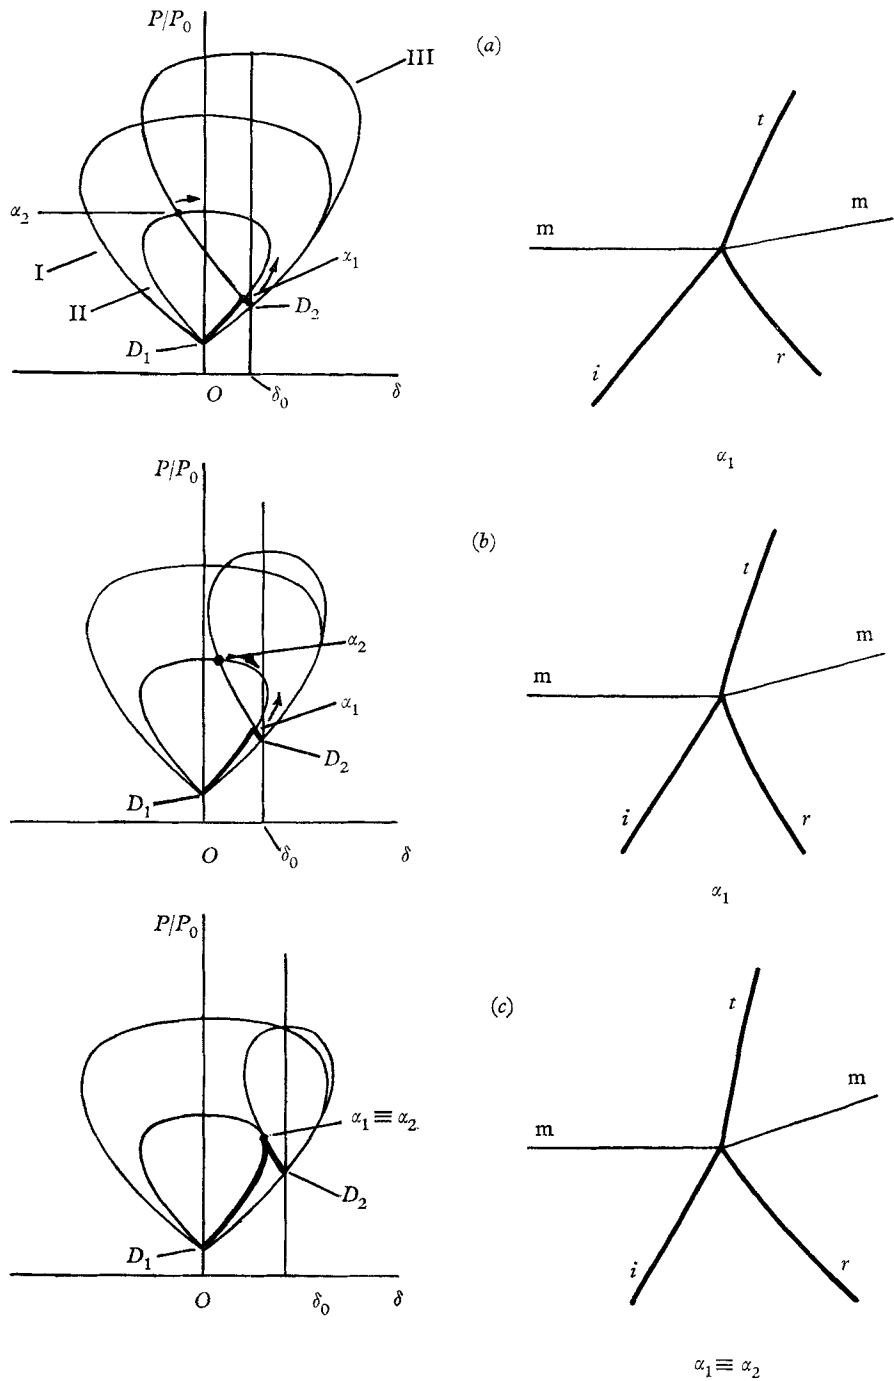 P/P₀
(a)
III
t
α₂
m
m
I
α₁
II
D₂
D₁
i
r
O
δ₀
δ
α₁
P/P₀
(b)
t
α₂
m
m
α₁
D₂
D₁
i
r
O
δ₀
δ
α₁
P/P₀
(c)
t
m
m
α₁ ≡ α₂
D₂
D₁
i
r
O
δ₀
δ
α₁ ≡ α₂